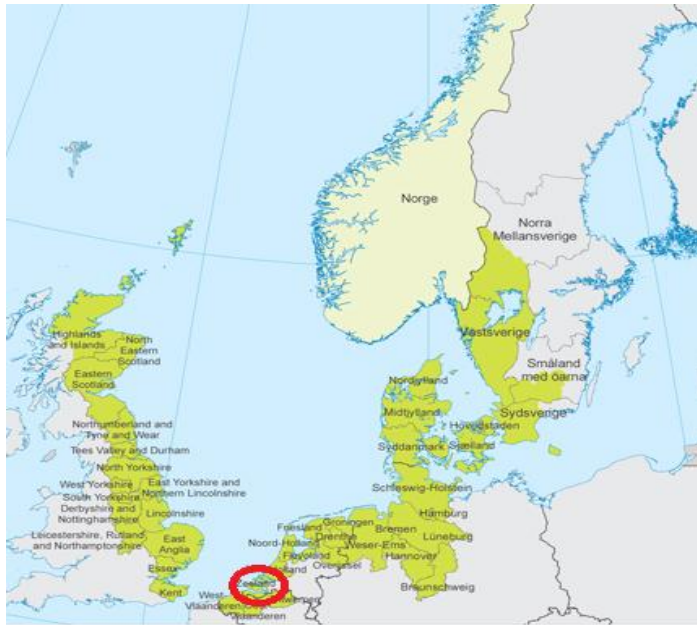 Norge
Norra
Mellansverige
Västsverige
Småland
med öarna
Sydsverige
Highlands
and Islands
North
Eastern
Scotland
Eastern
Scotland
Nordjylland
Midtjylland
Hovedstaden
Syddanmark
Sjælland
Northumberland and
Tyne and Wear
Tees Valley and Durham
North Yorkshire
West Yorkshire
East Yorkshire and
Northern Lincolnshire
South Yorkshire
Derbyshire and
Nottinghamshire
Lincolnshire
Leicestershire, Rutland
and Northamptonshire
East
Anglia
Essex
Kent
Schleswig-Holstein
Hamburg
Bremen
Lüneburg
Weser-Ems
Hannover
Braunschweig
Groningen
Friesland
Drenthe
Noord-Holland
Flevoland
Overijssel
Zeeland
West
Vlaanderen
Vlaanderen